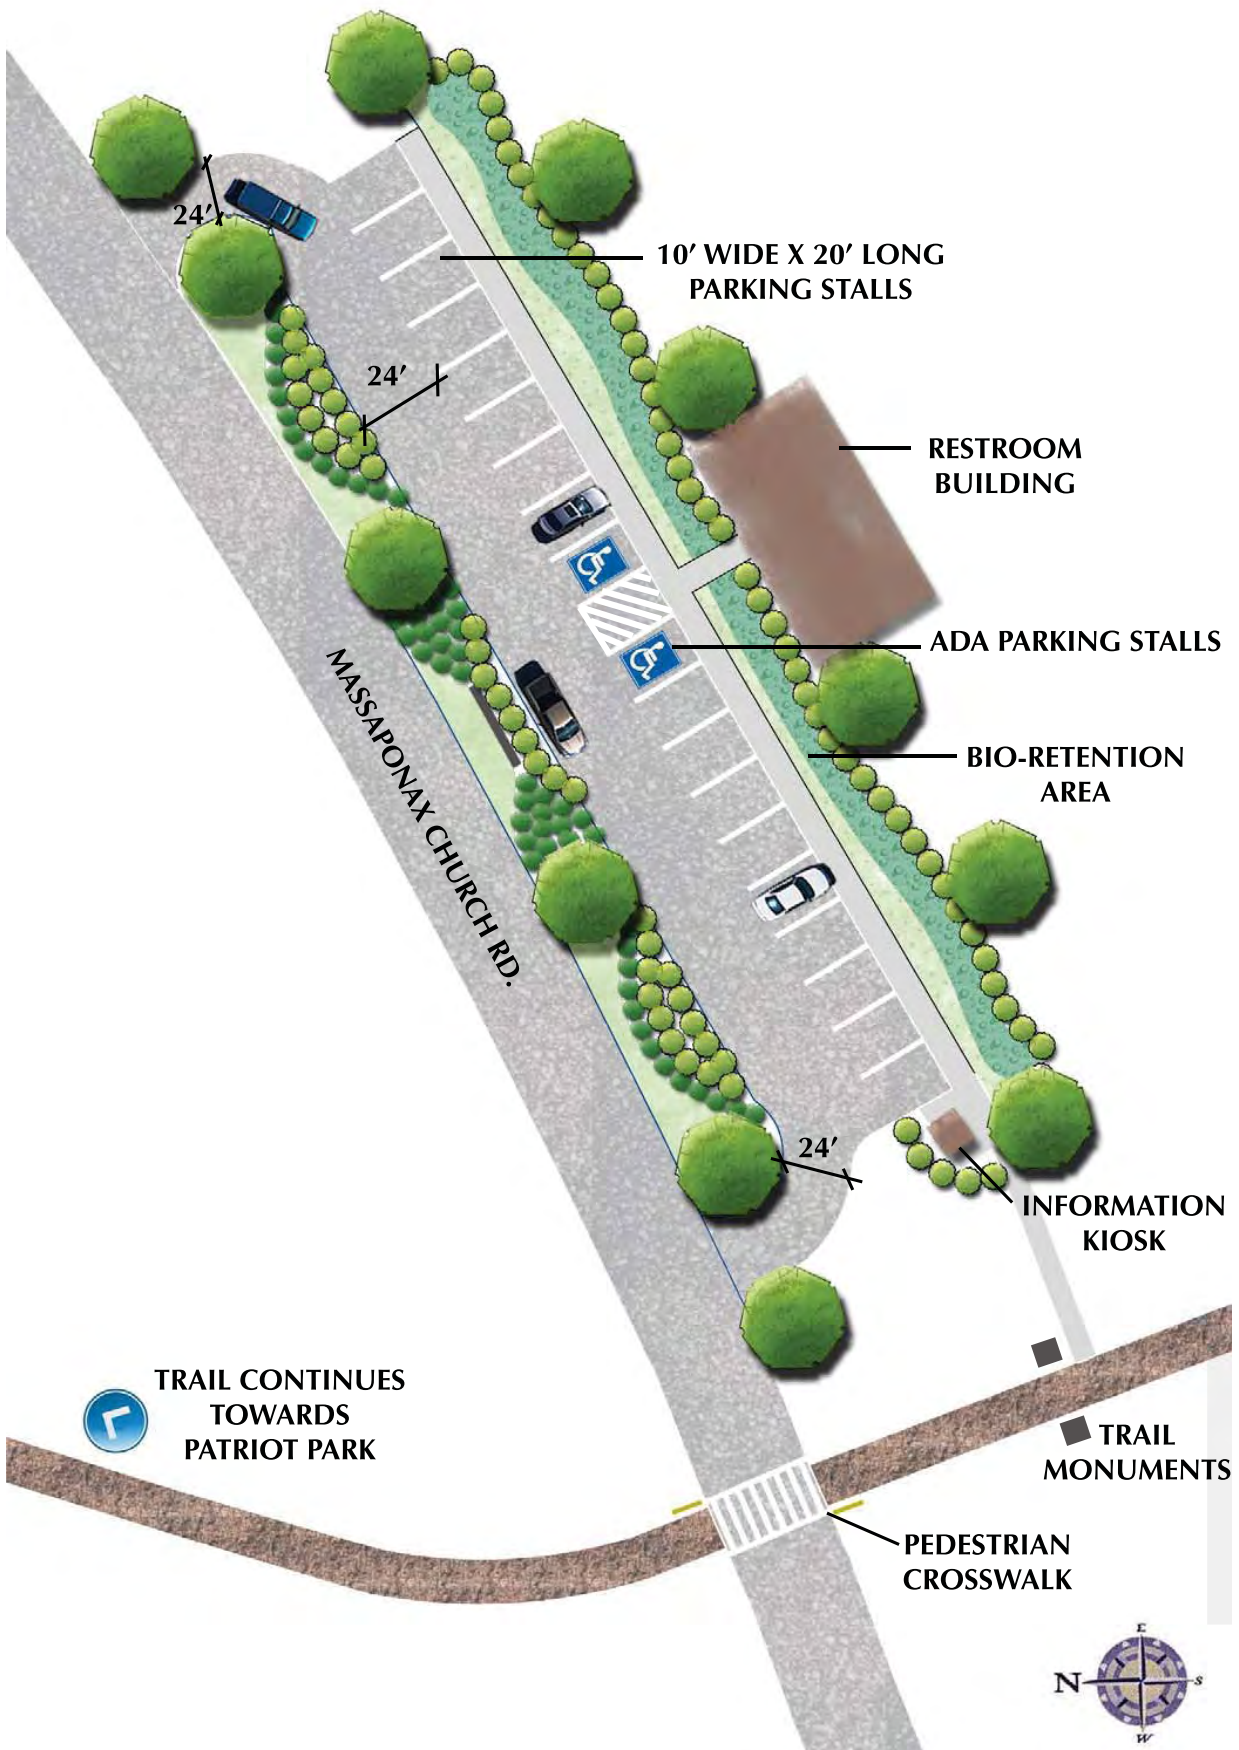 24′
10′ WIDE X 20′ LONG
PARKING STALLS
24′
RESTROOM
BUILDING
ADA PARKING STALLS
MASSAPONAX CHURCH RD.
BIO-RETENTION
AREA
24′
INFORMATION
KIOSK
TRAIL CONTINUES
TOWARDS
PATRIOT PARK
TRAIL
MONUMENTS
PEDESTRIAN
CROSSWALK
E
N
S
W